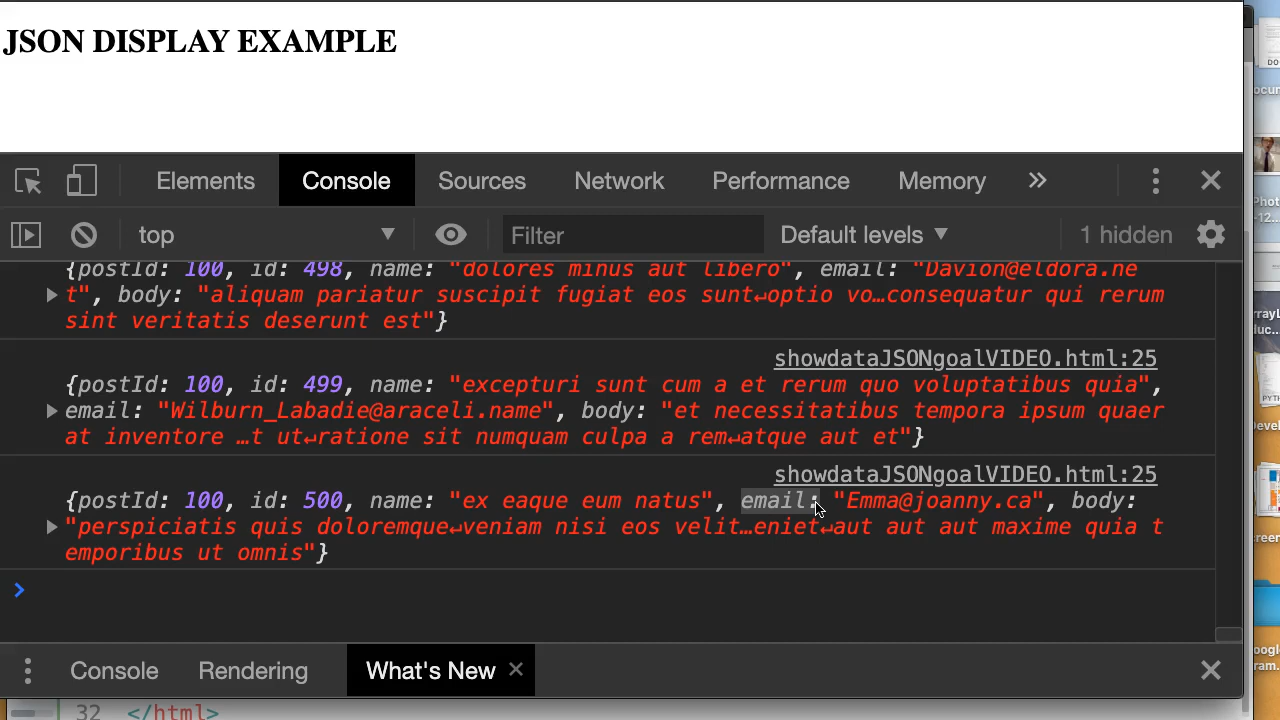 JSON DISPLAY EXAMPLE
Elements Console Sources Network Performance Memory »
top Filter Default levels 1 hidden
{postId: 100, id: 498, name: "dolores minus aut libero", email: "Davion@eldora.ne
t", body: "aliquam pariatur suscipit fugiat eos sunt↵optio vo…consequatur qui rerum
sint veritatis deserunt est"}
showdataJSONgoalVIDEO.html:25
{postId: 100, id: 499, name: "excepturi sunt cum a et rerum quo voluptatibus quia",
email: "Wilburn_Labadie@araceli.name", body: "et necessitatibus tempora ipsum quaer
at inventore …t ut↵ratione sit numquam culpa a rem↵atque aut et"}
showdataJSONgoalVIDEO.html:25
{postId: 100, id: 500, name: "ex eaque eum natus", email: "Emma@joanny.ca", body:
"perspiciatis quis doloremque↵veniam nisi eos velit…eniet↵aut aut aut maxime quia t
emporibus ut omnis"}
Console Rendering What's New
32 </html>